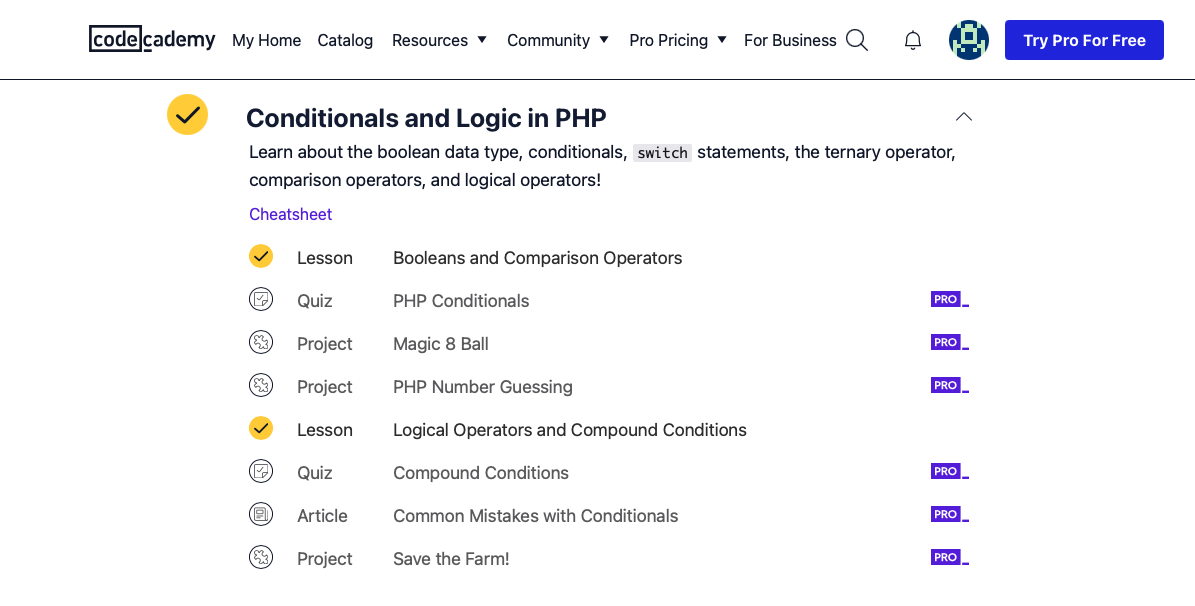 codecademy My Home Catalog Resources Community Pro Pricing For Business Try Pro For Free
Conditionals and Logic in PHP
Learn about the boolean data type, conditionals, switch statements, the ternary operator,
comparison operators, and logical operators!
Cheatsheet
Lesson Booleans and Comparison Operators
Quiz PHP Conditionals PRO
Project Magic 8 Ball PRO
Project PHP Number Guessing PRO
Lesson Logical Operators and Compound Conditions
Quiz Compound Conditions PRO
Article Common Mistakes with Conditionals PRO
Project Save the Farm! PRO